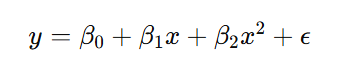 y = β₀ + β₁x + β₂x² + ϵ